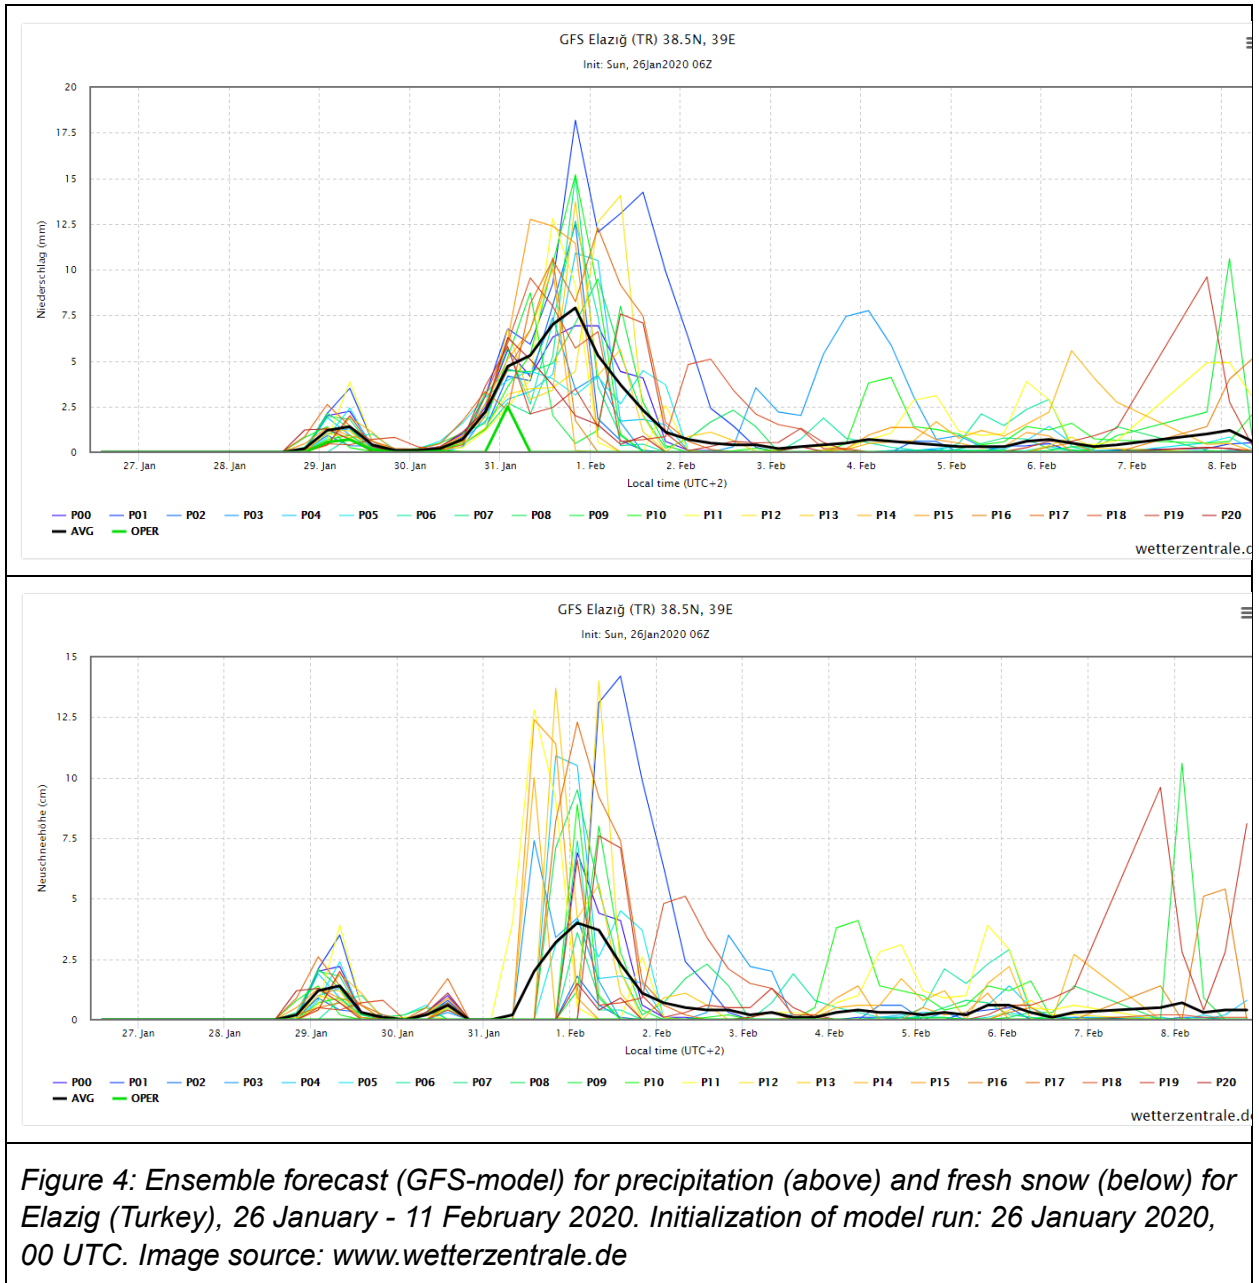 GFS Elazığ (TR) 38.5N, 39E
Init: Sun, 26Jan2020 06Z
Niederschlag (mm)
20
17.5
15
12.5
10
7.5
5
2.5
0
27. Jan 28. Jan 29. Jan 30. Jan 31. Jan 1. Feb 2. Feb 3. Feb 4. Feb 5. Feb 6. Feb 7. Feb 8. Feb
Local time (UTC+2)
P00 P01 P02 P03 P04 P05 P06 P07 P08 P09 P10 P11 P12 P13 P14 P15 P16 P17 P18 P19 P20
AVG OPER
wetterzentrale.d
GFS Elazığ (TR) 38.5N, 39E
Init: Sun, 26Jan2020 06Z
Neuschneehöhe (cm)
15
12.5
10
7.5
5
2.5
0
27. Jan 28. Jan 29. Jan 30. Jan 31. Jan 1. Feb 2. Feb 3. Feb 4. Feb 5. Feb 6. Feb 7. Feb 8. Feb
Local time (UTC+2)
P00 P01 P02 P03 P04 P05 P06 P07 P08 P09 P10 P11 P12 P13 P14 P15 P16 P17 P18 P19 P20
AVG OPER
wetterzentrale.de
Figure 4: Ensemble forecast (GFS-model) for precipitation (above) and fresh snow (below) for
Elazig (Turkey), 26 January - 11 February 2020. Initialization of model run: 26 January 2020,
00 UTC. Image source: www.wetterzentrale.de